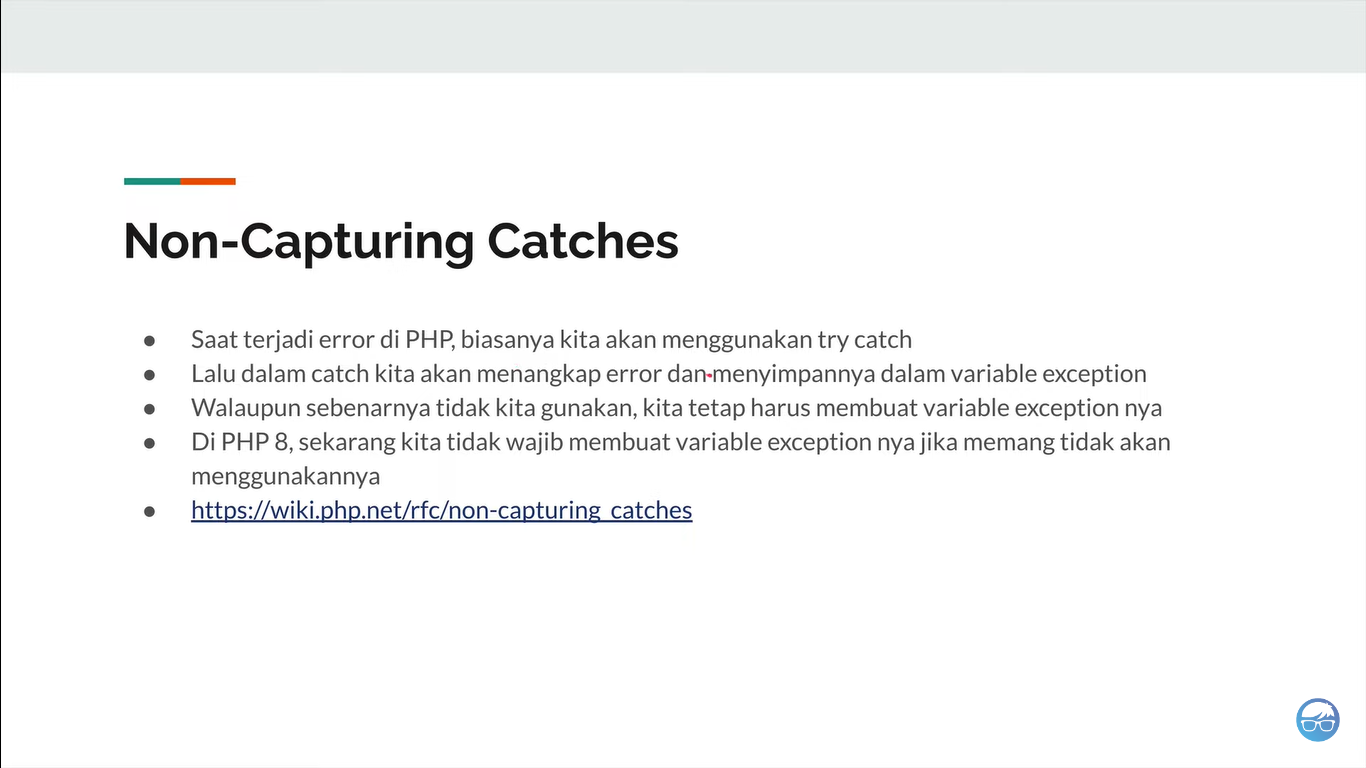 Non-Capturing Catches
● Saat terjadi error di PHP, biasanya kita akan menggunakan try catch
● Lalu dalam catch kita akan menangkap error dan menyimpannya dalam variable exception
● Walaupun sebenarnya tidak kita gunakan, kita tetap harus membuat variable exception nya
● Di PHP 8, sekarang kita tidak wajib membuat variable exception nya jika memang tidak akan
menggunakannya
● https://wiki.php.net/rfc/non-capturing_catches